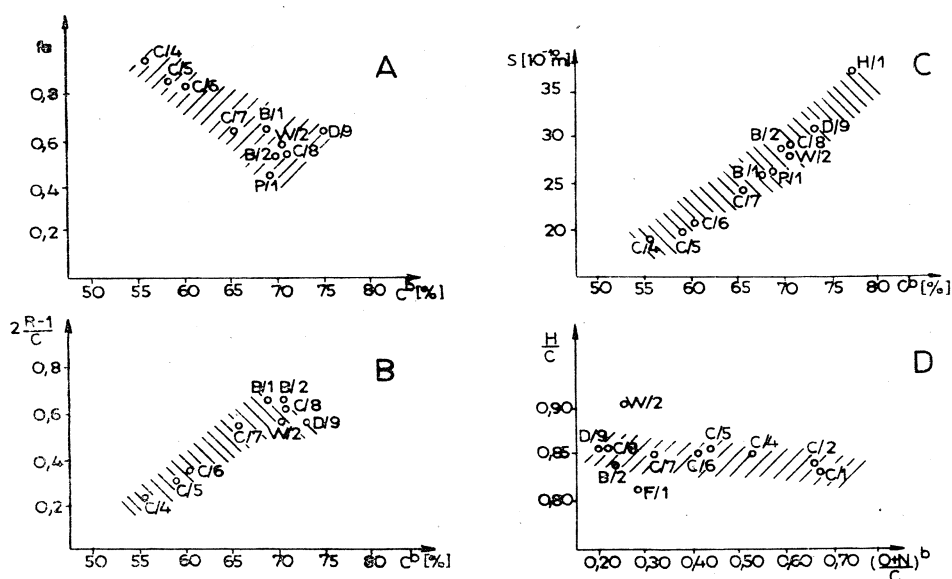 fa
A
C/4
C/5
C/6
C/7
B/1
W/2
D/9
B/2
C/8
P/1
0,8
0,6
0,4
0,2
50 55 60 65 70 75 80
C^b [%]
S [10^-10 m]
C
H/1
D/9
B/2
C/8
W/2
B/1
P/1
C/7
C/6
C/4
C/5
35
30
25
20
50 55 60 65 70 75 80
C^b [%]
2 R-1
C
B
B/1 B/2
C/8
W/2
D/9
C/7
C/6
C/5
C/4
0,8
0,6
0,4
0,2
50 55 60 65 70 75 80
C^b [%]
H
C
D
W/2
D/9
C/5
C/4
C/2
C/1
C/7
C/6
B/2
F/1
0,90
0,85
0,80
0,20 0,30 0,40 0,50 0,60 0,70
(O+N)^b
C